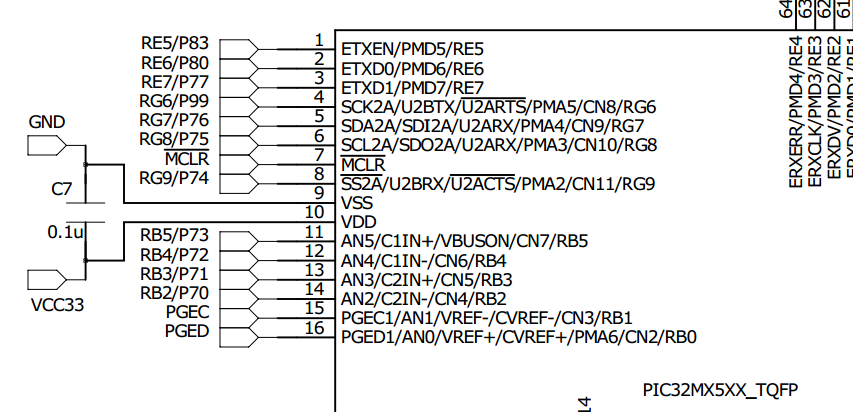 64
63
62
61
ERXERR/PMD4/RE4
ERXCLK/PMD3/RE3
ERXDV/PMD2/RE2
ERXD0/PMD1/RE1
RE5/P83 1 ETXEN/PMD5/RE5
RE6/P80 2 ETXD0/PMD6/RE6
RE7/P77 3 ETXD1/PMD7/RE7
RG6/P99 4 SCK2A/U2BTX/U2ARTS/PMA5/CN8/RG6
RG7/P76 5 SDA2A/SDI2A/U2ARX/PMA4/CN9/RG7
RG8/P75 6 SCL2A/SDO2A/U2ARX/PMA3/CN10/RG8
MCLR 7 MCLR
RG9/P74 8 SS2A/U2BRX/U2ACTS/PMA2/CN11/RG9
GND
C7
0.1u
VCC33
9 VSS
10 VDD
RB5/P73 11 AN5/C1IN+/VBUSON/CN7/RB5
RB4/P72 12 AN4/C1IN-/CN6/RB4
RB3/P71 13 AN3/C2IN+/CN5/RB3
RB2/P70 14 AN2/C2IN-/CN4/RB2
PGEC 15 PGEC1/AN1/VREF-/CVREF-/CN3/RB1
PGED 16 PGED1/AN0/VREF+/CVREF+/PMA6/CN2/RB0
PIC32MX5XX_TQFP
14